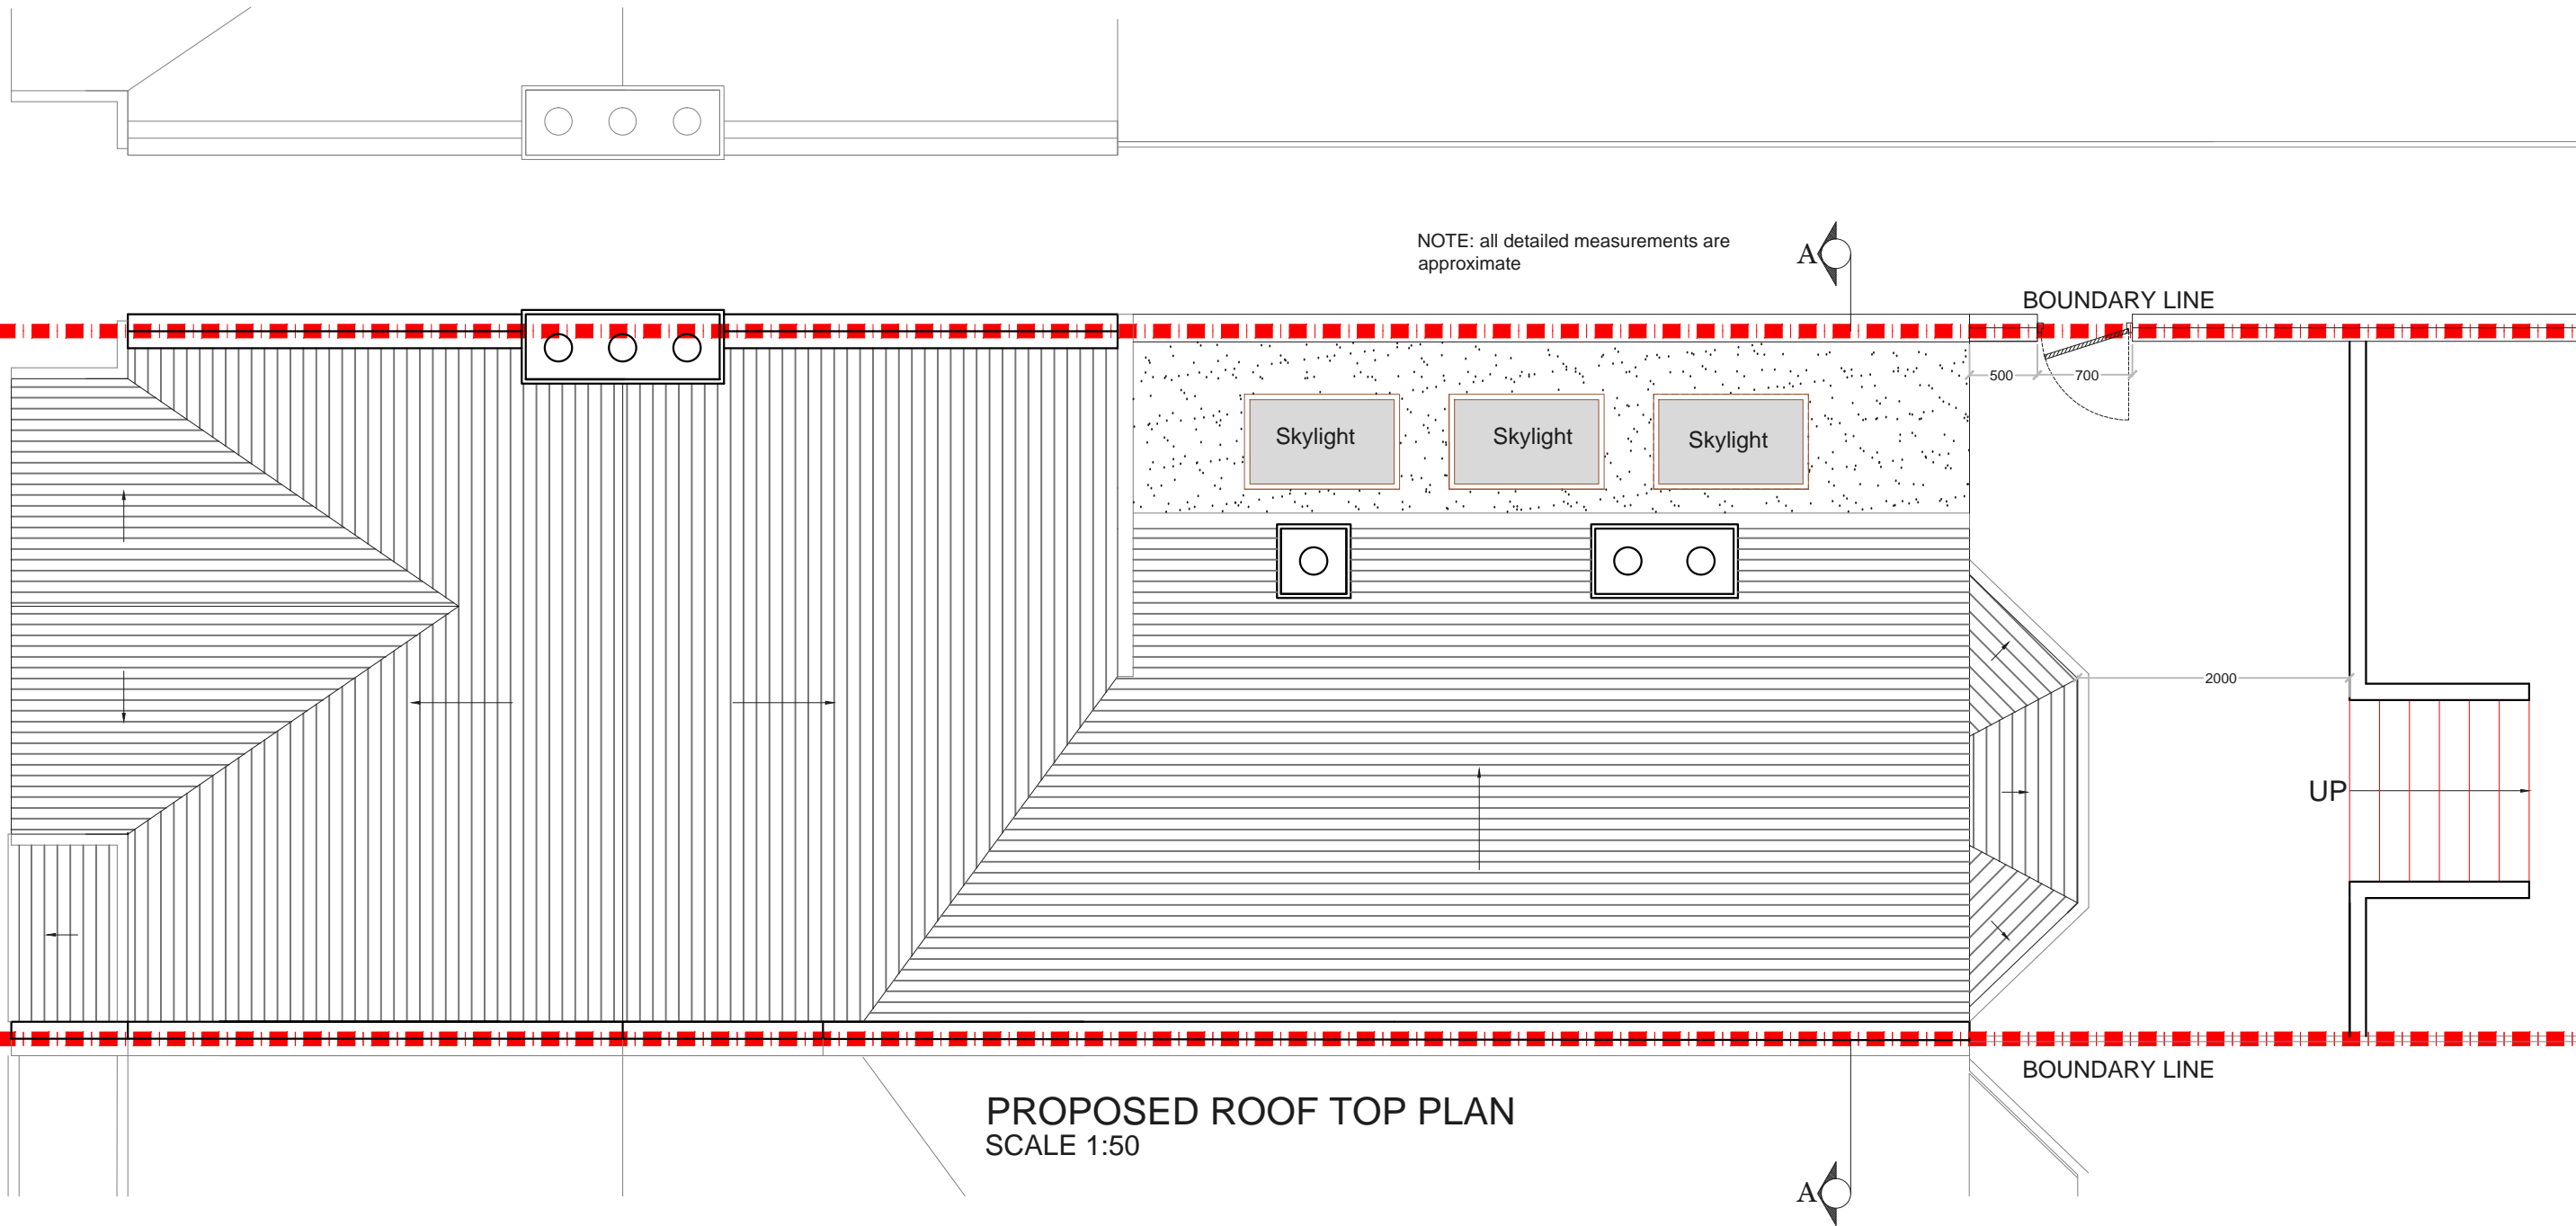 NOTE: all detailed measurements are
approximate
A
BOUNDARY LINE
500
700
Skylight
Skylight
Skylight
2000
UP
BOUNDARY LINE
PROPOSED ROOF TOP PLAN
SCALE 1:50
A